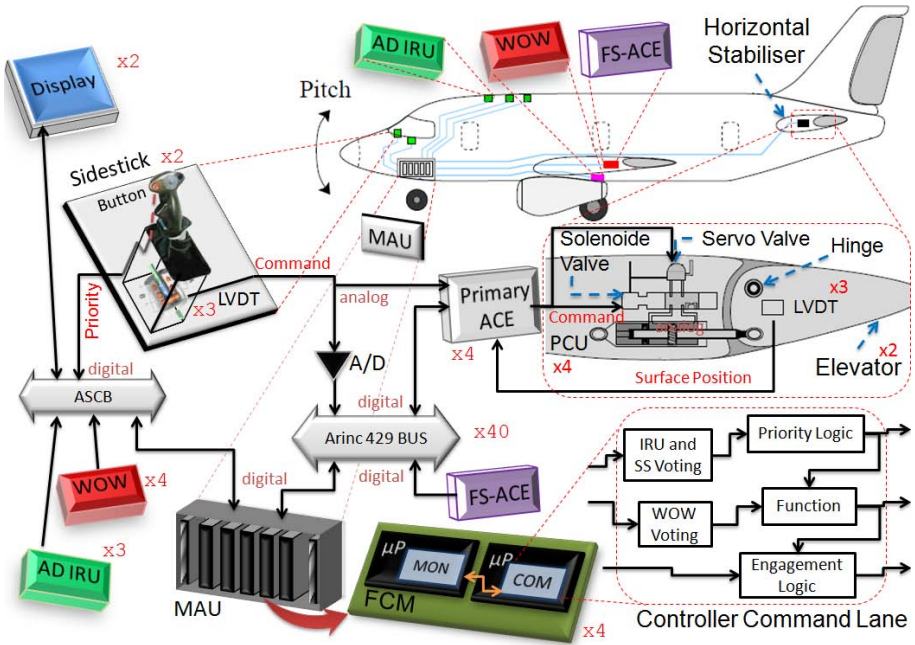 AD IRU
WOW
FS-ACE
Horizontal
Stabiliser
x2
Display
Pitch
Sidestick
x2
Button
MAU
Solenoide
Valve
Servo Valve
Hinge
Command
analog
Primary
ACE
x4
Priority
x3
LVDT
Command
analog
x3
LVDT
PCU
x4
Elevator
x2
Surface Position
A/D
digital
digital
ASCB
Arinc 429 BUS
x40
WOW
x4
digital
digital
FS-ACE
AD IRU
x3
MAU
μP
MON
μP
COM
FCM
x4
IRU and
SS Voting
Priority Logic
WOW
Voting
Function
Engagement
Logic
Controller Command Lane